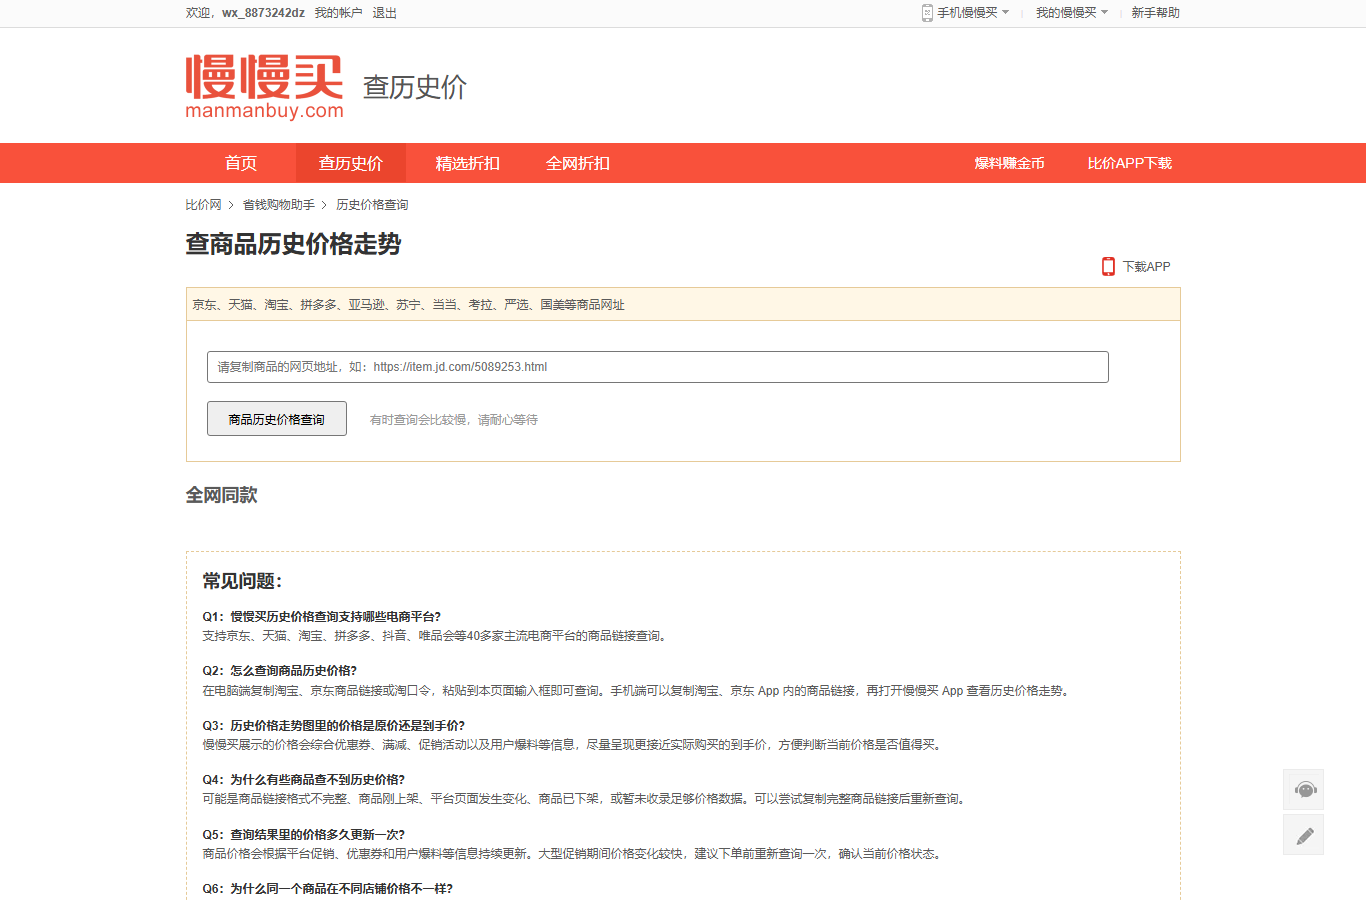 欢迎，wx_8873242dz 我的帐户 退出
手机慢慢买 我的慢慢买 新手帮助
慢慢买
manmanbuy.com
查历史价
首页 查历史价 精选折扣 全网折扣 爆料赚金币 比价APP下载
比价网 > 省钱购物助手 > 历史价格查询
查商品历史价格走势
下载APP
京东、天猫、淘宝、拼多多、亚马逊、苏宁、当当、考拉、严选、国美等商品网址
请复制商品的网页地址，如：https://item.jd.com/5089253.html
商品历史价格查询 有时查询会比较慢，请耐心等待
全网同款
常见问题：
Q1：慢慢买历史价格查询支持哪些电商平台?
支持京东、天猫、淘宝、拼多多、抖音、唯品会等40多家主流电商平台的商品链接查询。
Q2：怎么查询商品历史价格?
在电脑端复制淘宝、京东商品链接或淘口令，粘贴到本页面输入框即可查询。手机端可以复制淘宝、京东 App 内的商品链接，再打开慢慢买 App 查看历史价格走势。
Q3：历史价格走势图里的价格是原价还是到手价?
慢慢买展示的价格会综合优惠券、满减、促销活动以及用户爆料等信息，尽量呈现更接近实际购买的到手价，方便判断当前价格是否值得买。
Q4：为什么有些商品查不到历史价格?
可能是商品链接格式不完整、商品刚上架、平台页面发生变化、商品已下架，或暂未收录足够价格数据。可以尝试复制完整商品链接后重新查询。
Q5：查询结果里的价格多久更新一次?
商品价格会根据平台促销、优惠券和用户爆料等信息持续更新。大型促销期间价格变化较快，建议下单前重新查询一次，确认当前价格状态。
Q6：为什么同一个商品在不同店铺价格不一样?